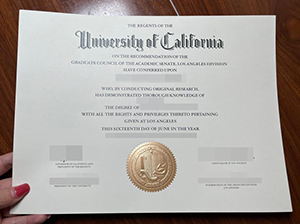 THE REGENTS OF THE
University of California
ON THE RECOMMENDATION OF THE
GRADUATE COUNCIL OF THE ACADEMIC SENATE, LOS ANGELES DIVISION
HAVE CONFERRED UPON
WHO, BY CONDUCTING ORIGINAL RESEARCH,
HAS DEMONSTRATED THOROUGH KNOWLEDGE OF
THE DEGREE OF
WITH ALL THE RIGHTS AND PRIVILEGES THERETO PERTAINING
GIVEN AT LOS ANGELES
THIS SIXTEENTH DAY OF JUNE IN THE YEAR